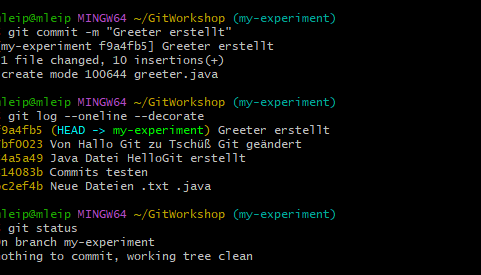 mleip@mleip MINGW64 ~/GitWorkshop (my-experiment)
git commit -m "Greeter erstellt"
my-experiment f9a4fb5] Greeter erstellt
1 file changed, 10 insertions(+)
create mode 100644 greeter.java
mleip@mleip MINGW64 ~/GitWorkshop (my-experiment)
git log --oneline --decorate
f9a4fb5 (HEAD -> my-experiment) Greeter erstellt
7bf0023 Von Hallo Git zu Tschüß Git geändert
4a5a49 Java Datei HelloGit erstellt
14083b Commits testen
c2ef4b Neue Dateien .txt .java
mleip@mleip MINGW64 ~/GitWorkshop (my-experiment)
git status
On branch my-experiment
nothing to commit, working tree clean